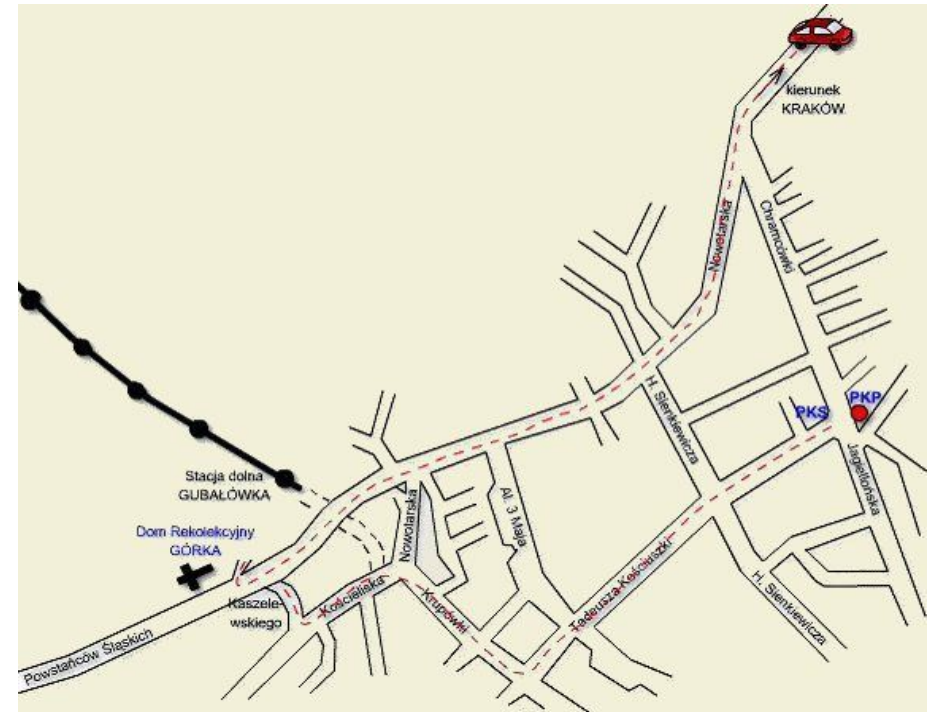 kierunek
KRAKÓW
Chramcówki
Nowotarska
H. Sienkiewicza
PKS
PKP
Jagiellońska
Stacja dolna
GUBAŁÓWKA
Al. 3 Maja
Nowotarska
Dom Rekolekcyjny
GÓRKA
Kaszele-
wskiego
Kościeliska
Krupówki
Tadeusza Kościuszki
H. Sienkiewicza
Powstańców Śląskich